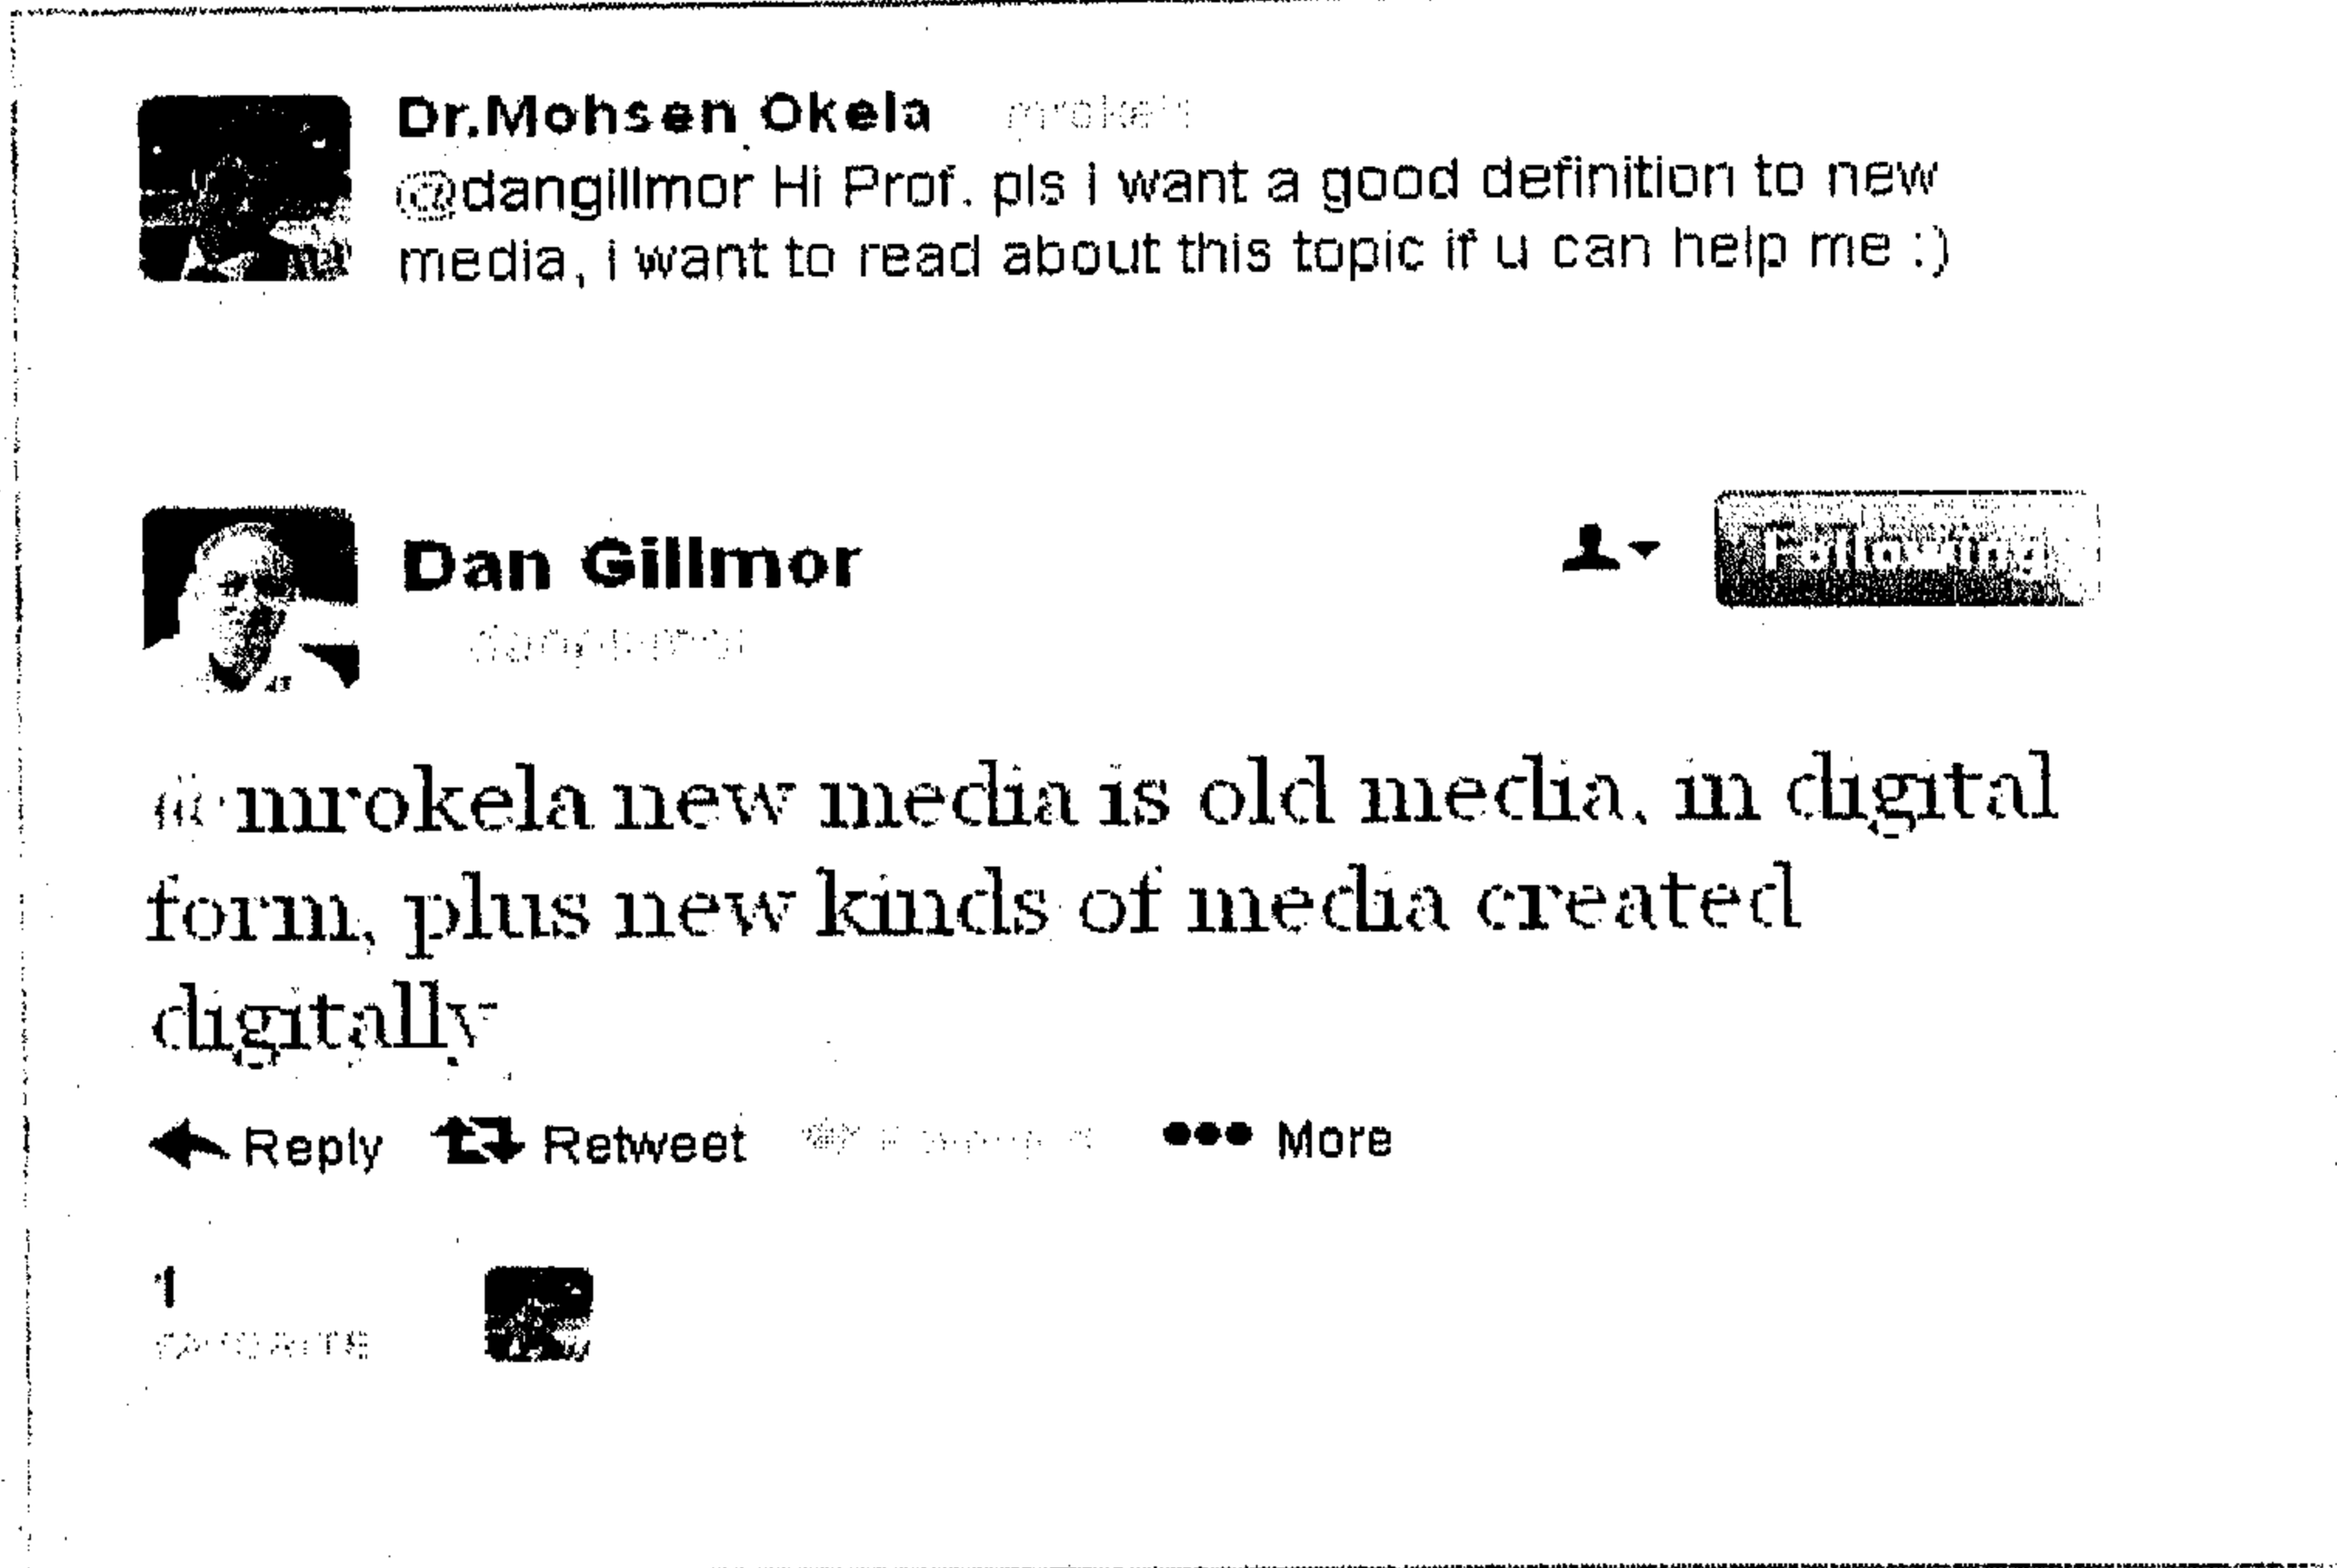 Dr.Mohsen Okela
@dangillmor Hi Prof. pls i want a good definition to new
media, i want to read about this topic if u can help me :)
Dan Gillmor
Following
@mrokela new media is old media, in digital
form, plus new kinds of media created
digitally
Reply Retweet More
1